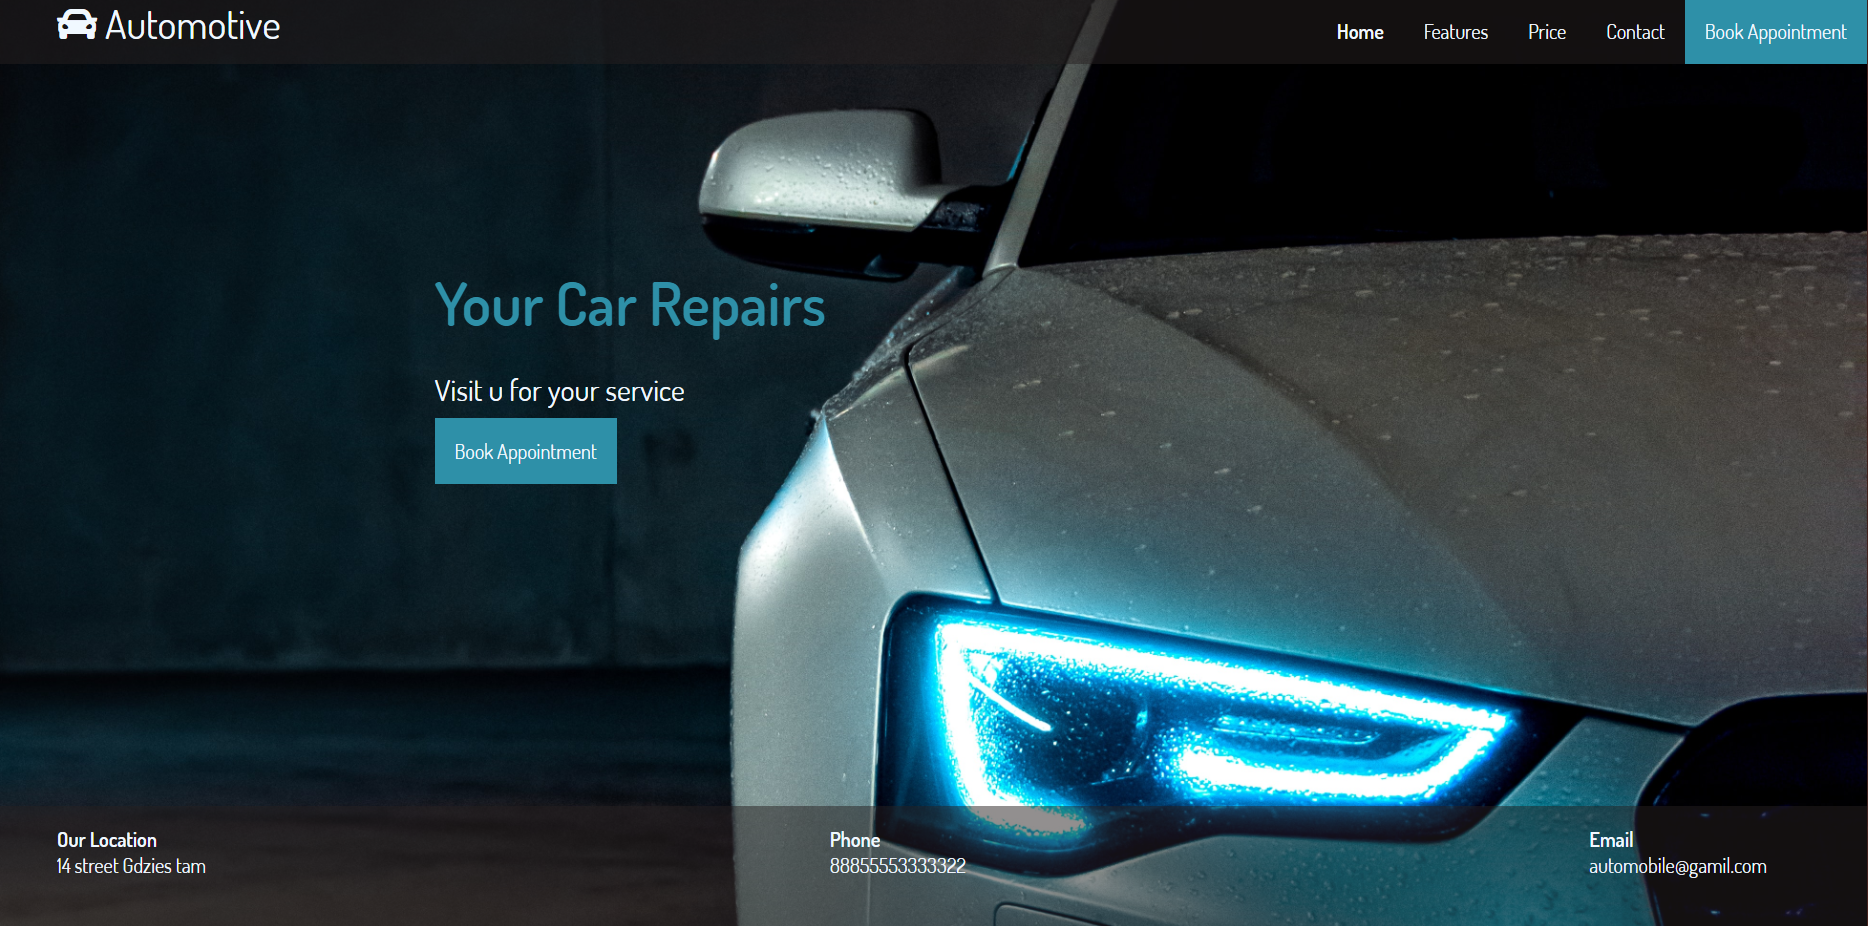 Automotive
Home Features Price Contact Book Appointment
Your Car Repairs
Visit u for your service
Book Appointment
Our Location
14 street Gdzies tam
Phone
88855553333322
Email
automobile@gamil.com